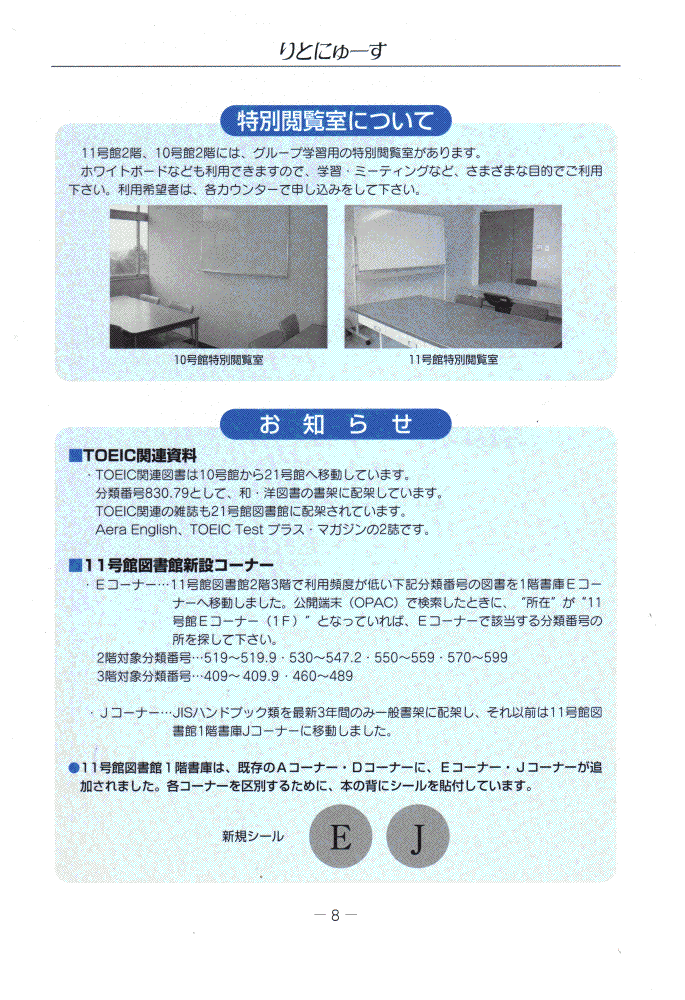 りとにゅーす
特別閲覧室について
11号館2階、10号館2階には、グループ学習用の特別閲覧室があります。
ホワイトボードなども利用できますので、学習・ミーティングなど、さまざまな目的でご利用
下さい。利用希望者は、各カウンターで申し込みをして下さい。
10号館特別閲覧室
11号館特別閲覧室
お知らせ
■TOEIC関連資料
・TOEIC関連図書は10号館から21号館へ移動しています。
分類番号830.79として、和・洋図書の書架に配架しています。
TOEIC関連の雑誌も21号館図書館に配架されています。
Aera English、TOEIC Test プラス・マガジンの2誌です。
■11号館図書館新設コーナー
・Eコーナー…11号館図書館2階3階で利用頻度が低い下記分類番号の図書を1階書庫Eコー
ナーへ移動しました。公開端末（OPAC）で検索したときに、“所在”が“11
号館Eコーナー（1F）”となっていれば、Eコーナーで該当する分類番号の
所を探して下さい。
2階対象分類番号…519～519.9・530～547.2・550～559・570～599
3階対象分類番号…409～409.9・460～489
・Jコーナー…JISハンドブック類を最新3年間のみ一般書架に配架し、それ以前は11号館図
書館1階書庫Jコーナーに移動しました。
●11号館図書館1階書庫は、既存のAコーナー・Dコーナーに、Eコーナー・Jコーナーが追
加されました。各コーナーを区別するために、本の背にシールを貼付しています。
新規シール E J
― 8 ―